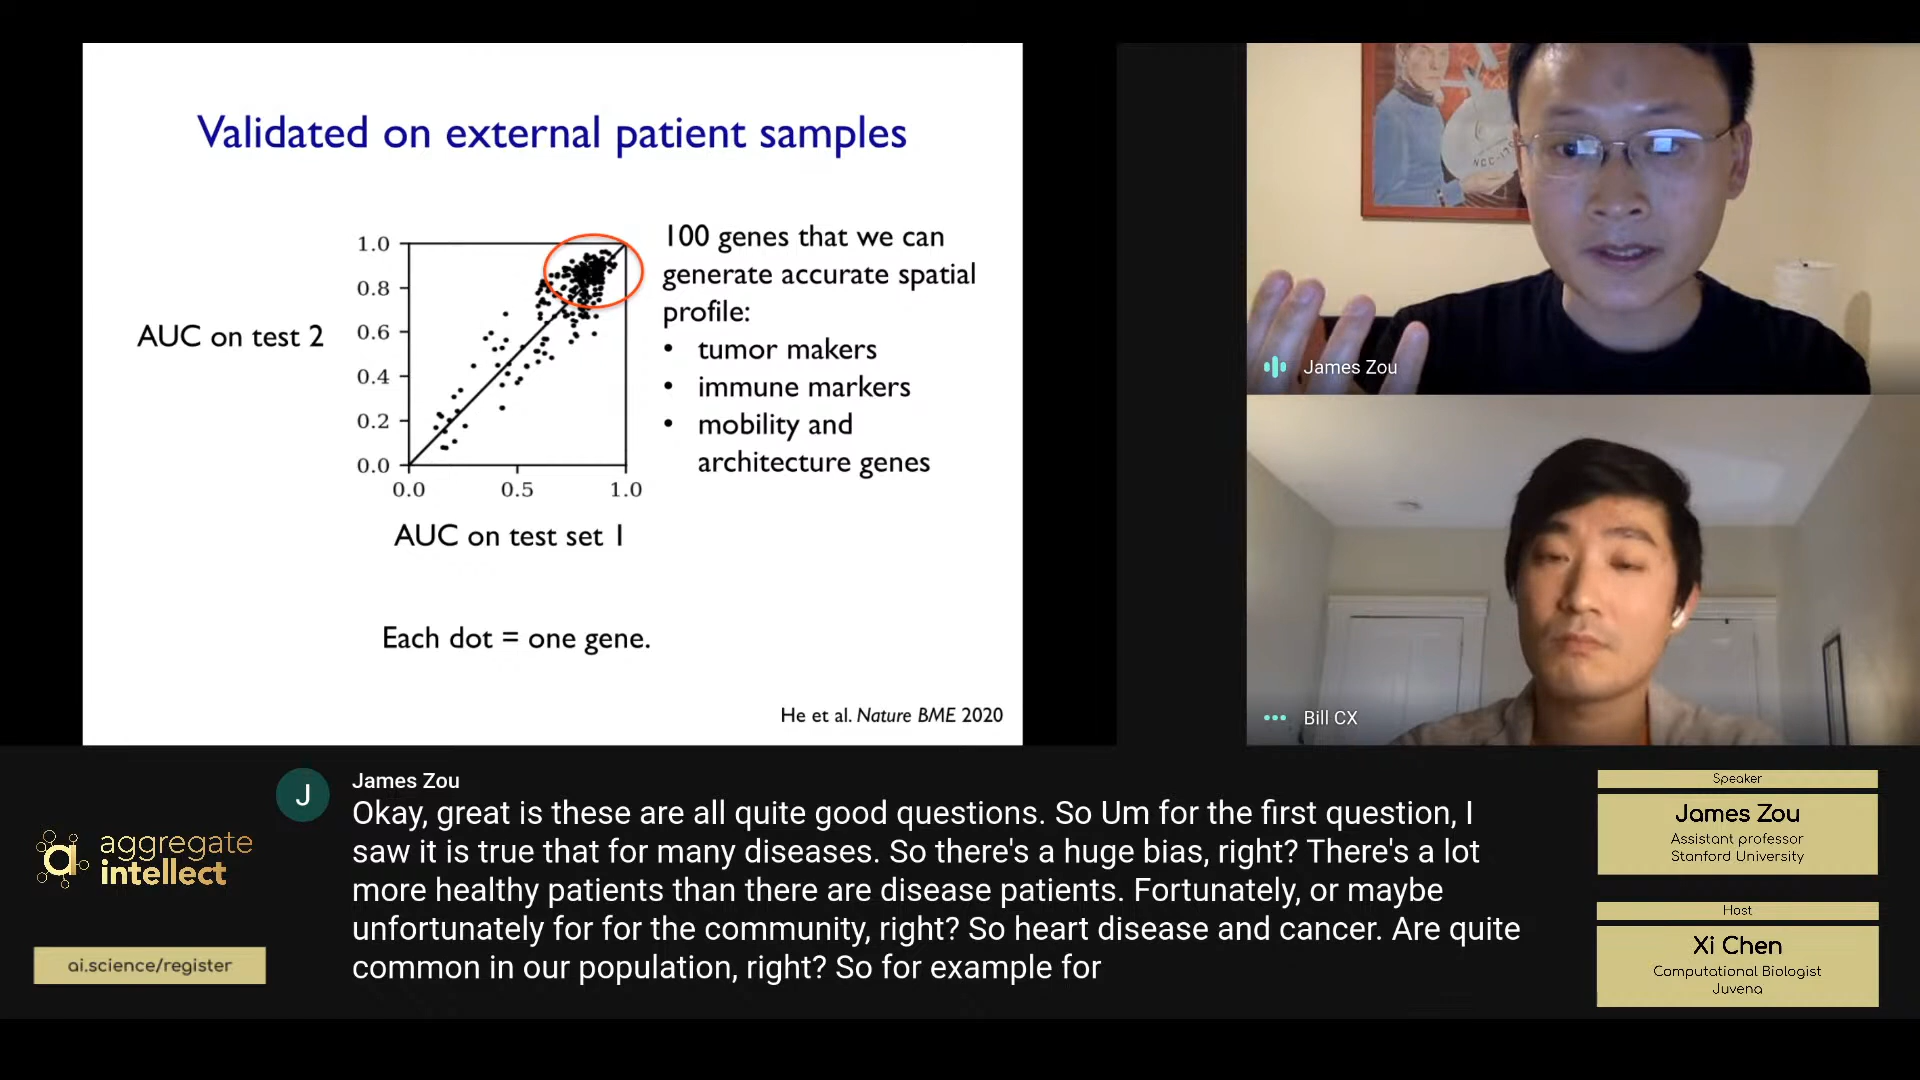 Validated on external patient samples
AUC on test 2
1.0
0.8
0.6
0.4
0.2
0.0
0.0
0.5
1.0
AUC on test set 1
100 genes that we can
generate accurate spatial
profile:
• tumor makers
• immune markers
• mobility and
architecture genes
Each dot = one gene.
He et al. Nature BME 2020
NCC-17
James Zou
Bill CX
aggregate
intellect
ai.science/register
J
James Zou
Okay, great is these are all quite good questions. So Um for the first question, I
saw it is true that for many diseases. So there's a huge bias, right? There's a lot
more healthy patients than there are disease patients. Fortunately, or maybe
unfortunately for for the community, right? So heart disease and cancer. Are quite
common in our population, right? So for example for
Speaker
James Zou
Assistant professor
Stanford University
Host
Xi Chen
Computational Biologist
Juvena